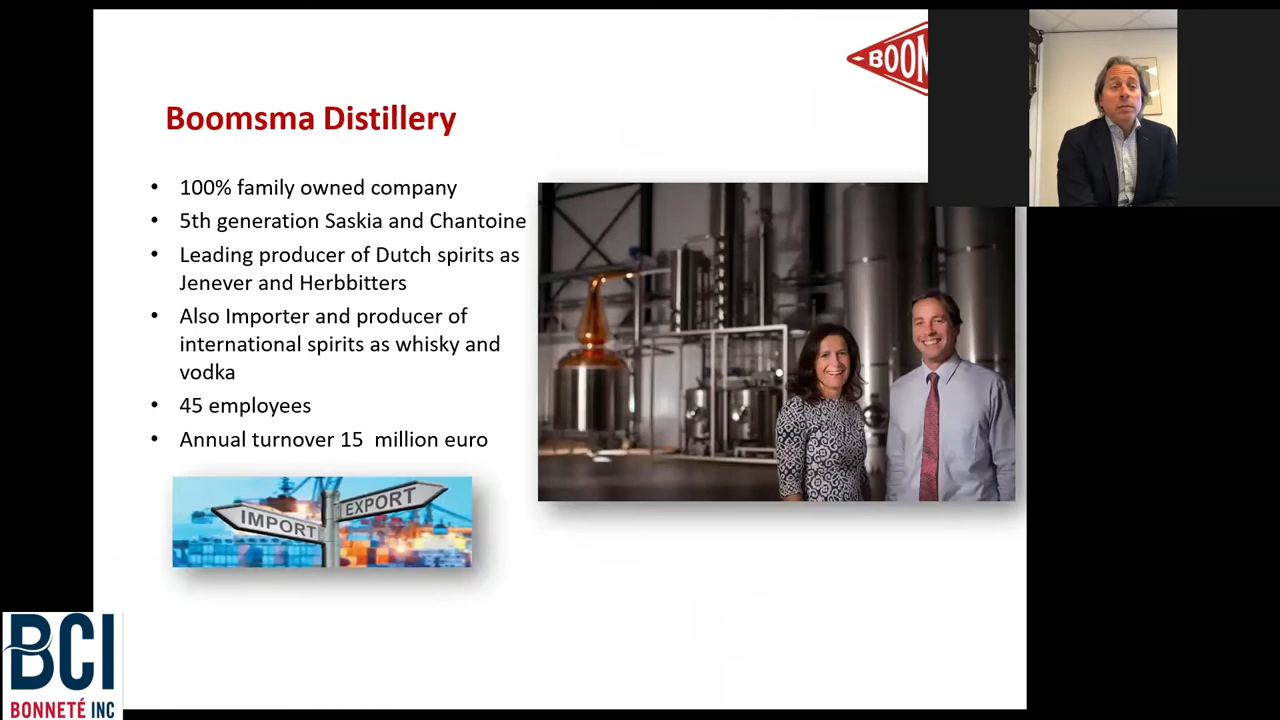 BOOM
Boomsma Distillery
• 100% family owned company
• 5th generation Saskia and Chantoine
• Leading producer of Dutch spirits as
Jenever and Herbbitters
• Also Importer and producer of
international spirits as whisky and
vodka
• 45 employees
• Annual turnover 15  million euro
IMPORT
EXPORT
BCI
BONNETÉ INC